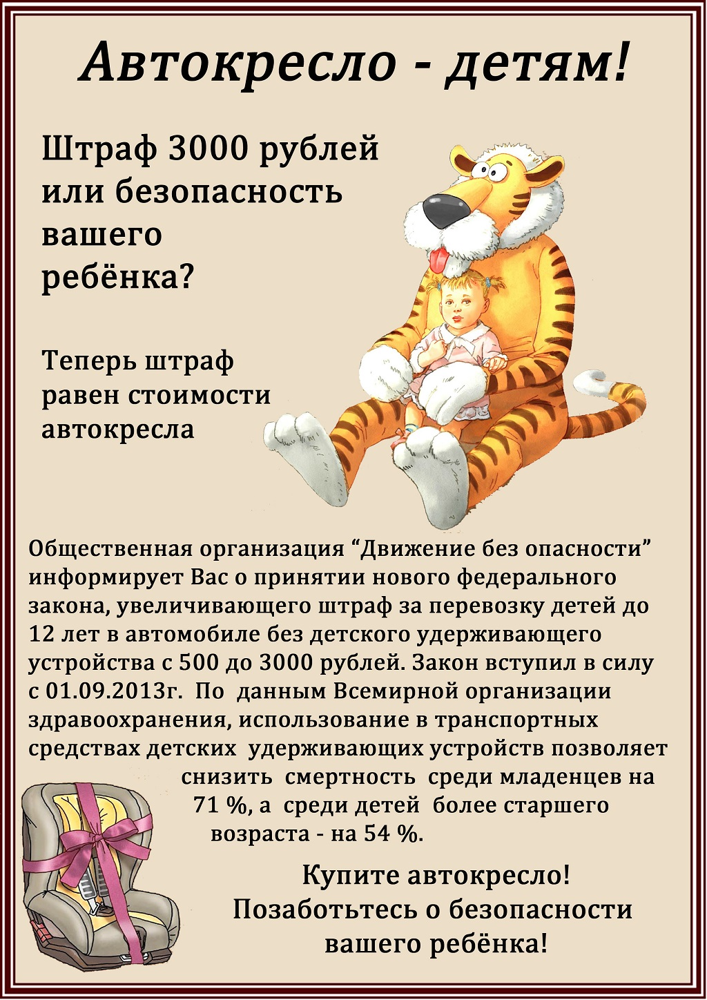 Автокресло - детям!
Штраф 3000 рублей
или безопасность
вашего
ребёнка?
Теперь штраф
равен стоимости
автокресла
Общественная организация “Движение без опасности”
информирует Вас о принятии нового федерального
закона, увеличивающего штраф за перевозку детей до
12 лет в автомобиле без детского удерживающего
устройства с 500 до 3000 рублей. Закон вступил в силу
с 01.09.2013г. По данным Всемирной организации
здравоохранения, использование в транспортных
средствах детских удерживающих устройств позволяет
снизить смертность среди младенцев на
71 %, а среди детей более старшего
возраста - на 54 %.
Купите автокресло!
Позаботьтесь о безопасности
вашего ребёнка!